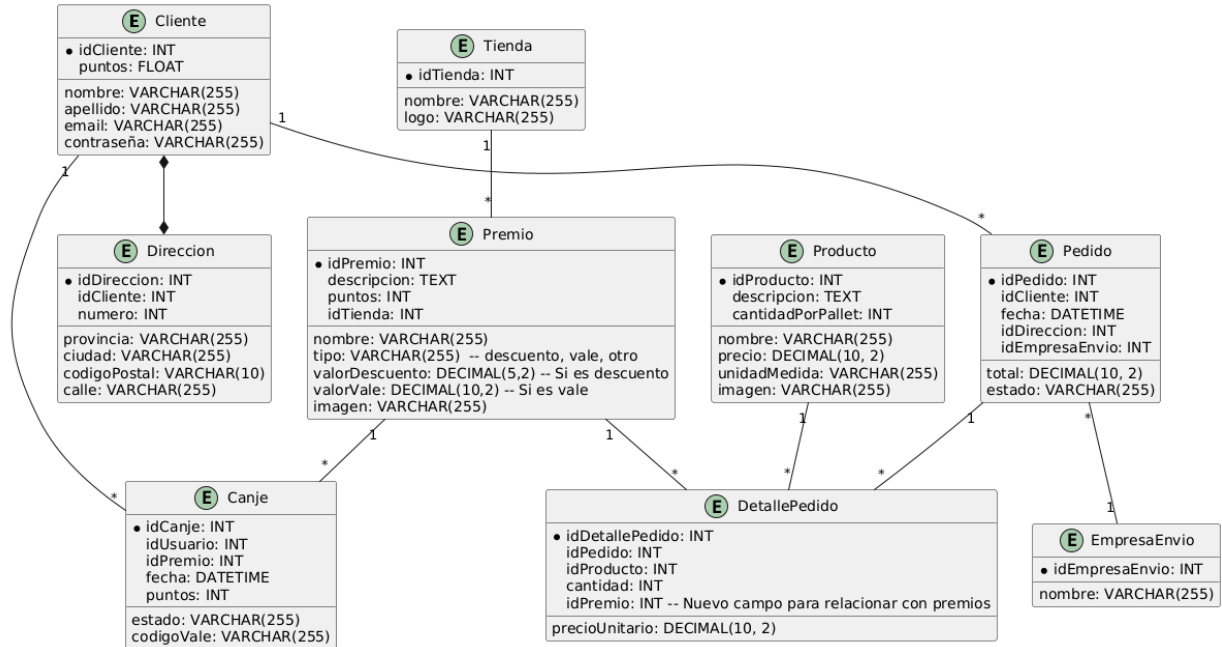 E Cliente
idCliente: INT
puntos: FLOAT
nombre: VARCHAR(255)
apellido: VARCHAR(255)
email: VARCHAR(255)
contraseña: VARCHAR(255)
E Tienda
idTienda: INT
nombre: VARCHAR(255)
logo: VARCHAR(255)
1
1
1
*
*
E Direccion
idDireccion: INT
idCliente: INT
numero: INT
provincia: VARCHAR(255)
ciudad: VARCHAR(255)
codigoPostal: VARCHAR(10)
calle: VARCHAR(255)
E Premio
idPremio: INT
descripcion: TEXT
puntos: INT
idTienda: INT
nombre: VARCHAR(255)
tipo: VARCHAR(255) -- descuento, vale, otro
valorDescuento: DECIMAL(5,2) -- Si es descuento
valorVale: DECIMAL(10,2) -- Si es vale
imagen: VARCHAR(255)
E Producto
idProducto: INT
descripcion: TEXT
cantidadPorPallet: INT
nombre: VARCHAR(255)
precio: DECIMAL(10, 2)
unidadMedida: VARCHAR(255)
imagen: VARCHAR(255)
E Pedido
idPedido: INT
idCliente: INT
fecha: DATETIME
idDireccion: INT
idEmpresaEnvio: INT
total: DECIMAL(10, 2)
estado: VARCHAR(255)
1
1
1
1
*
*
*
*
*
*
1
E Canje
idCanje: INT
idUsuario: INT
idPremio: INT
fecha: DATETIME
puntos: INT
estado: VARCHAR(255)
codigoVale: VARCHAR(255)
E DetallePedido
idDetallePedido: INT
idPedido: INT
idProducto: INT
cantidad: INT
idPremio: INT -- Nuevo campo para relacionar con premios
precioUnitario: DECIMAL(10, 2)
E EmpresaEnvio
idEmpresaEnvio: INT
nombre: VARCHAR(255)